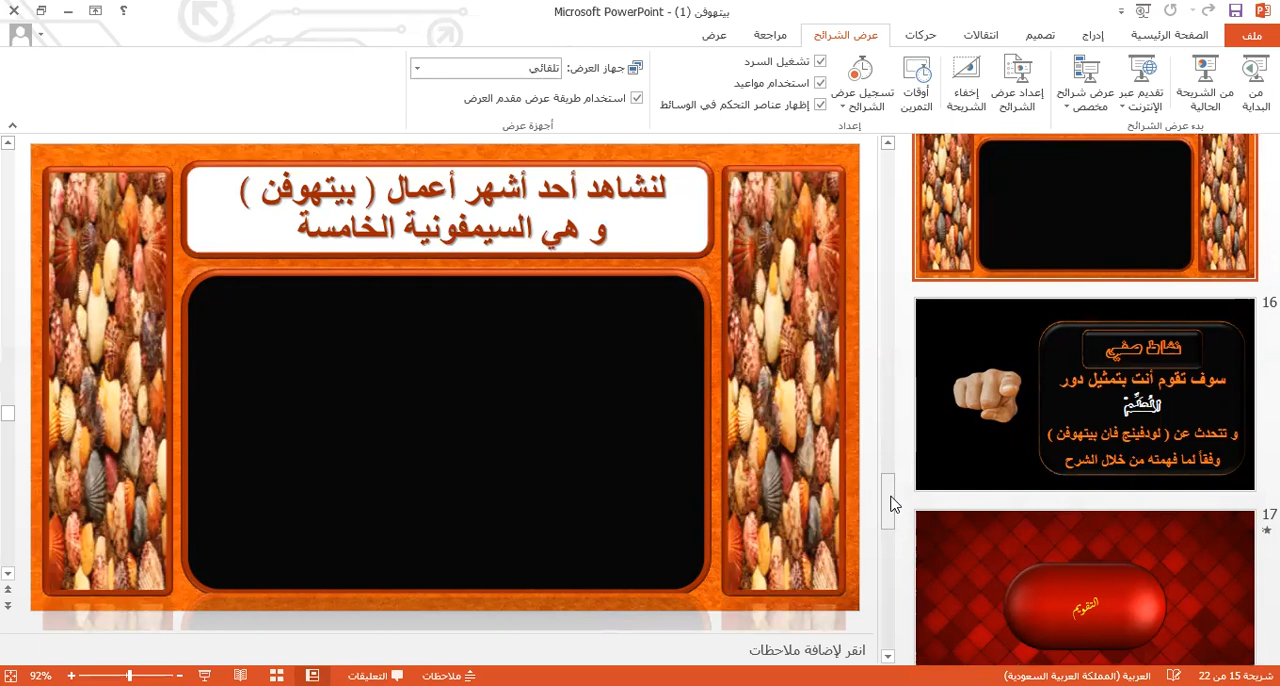 بيتهوفن (1) - Microsoft PowerPoint
ملف
الصفحة الرئيسية
إدراج
تصميم
انتقالات
حركات
عرض الشرائح
مراجعة
عرض
من البداية
من الشريحة الحالية
تقديم عبر الإنترنت
عرض شرائح مخصص
بدء عرض الشرائح
إعداد عرض الشرائح
إخفاء الشريحة
أوقات التمرين
تسجيل عرض الشرائح
تشغيل السرد
استخدام مواعيد
إظهار عناصر التحكم في الوسائط
إعداد
جهاز العرض:
تلقائي
استخدام طريقة عرض مقدم العرض
أجهزة عرض
لنشاهد أحد أشهر أعمال ( بيتهوفن )
و هي السيمفونية الخامسة
16
نشاط صفي
سوف تقوم أنت بتمثيل دور
المُعَلِّمْ
و تتحدث عن ( لودفينج فان بيتهوفن )
وفقاً لما فهمته من خلال الشرح
17
التقويم
انقر لإضافة ملاحظات
شريحة 15 من 22
العربية (المملكة العربية السعودية)
ملاحظات
التعليقات
92%